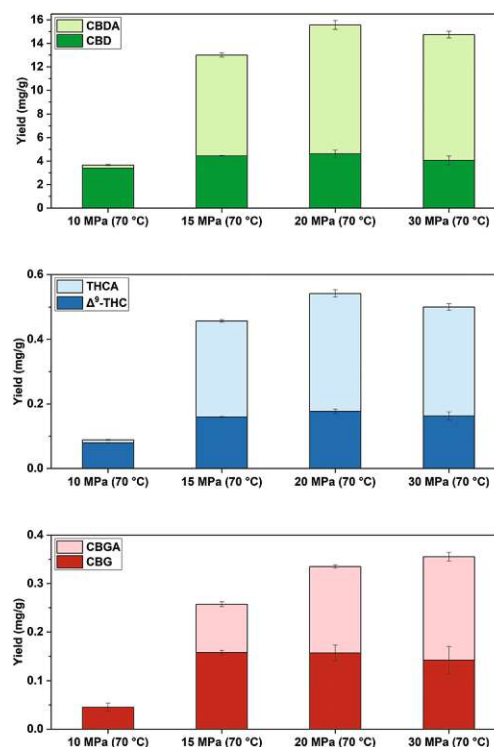 CBDA
CBD
Yield (mg/g)
16
14
12
10
8
6
4
2
0
10 MPa (70 °C) 15 MPa (70 °C) 20 MPa (70 °C) 30 MPa (70 °C)
THCA
Δ⁹-THC
Yield (mg/g)
0.6
0.4
0.2
0.0
10 MPa (70 °C) 15 MPa (70 °C) 20 MPa (70 °C) 30 MPa (70 °C)
CBGA
CBG
Yield (mg/g)
0.4
0.3
0.2
0.1
0.0
10 MPa (70 °C) 15 MPa (70 °C) 20 MPa (70 °C) 30 MPa (70 °C)